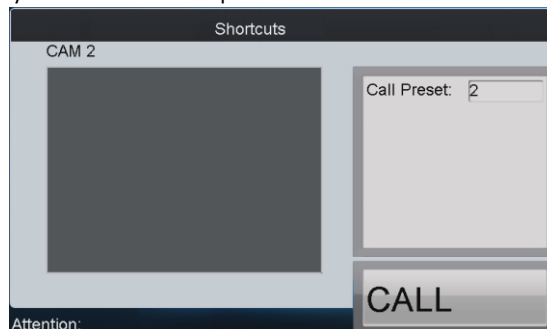 Shortcuts
CAM 2
Call Preset: 2
CALL
Attention: